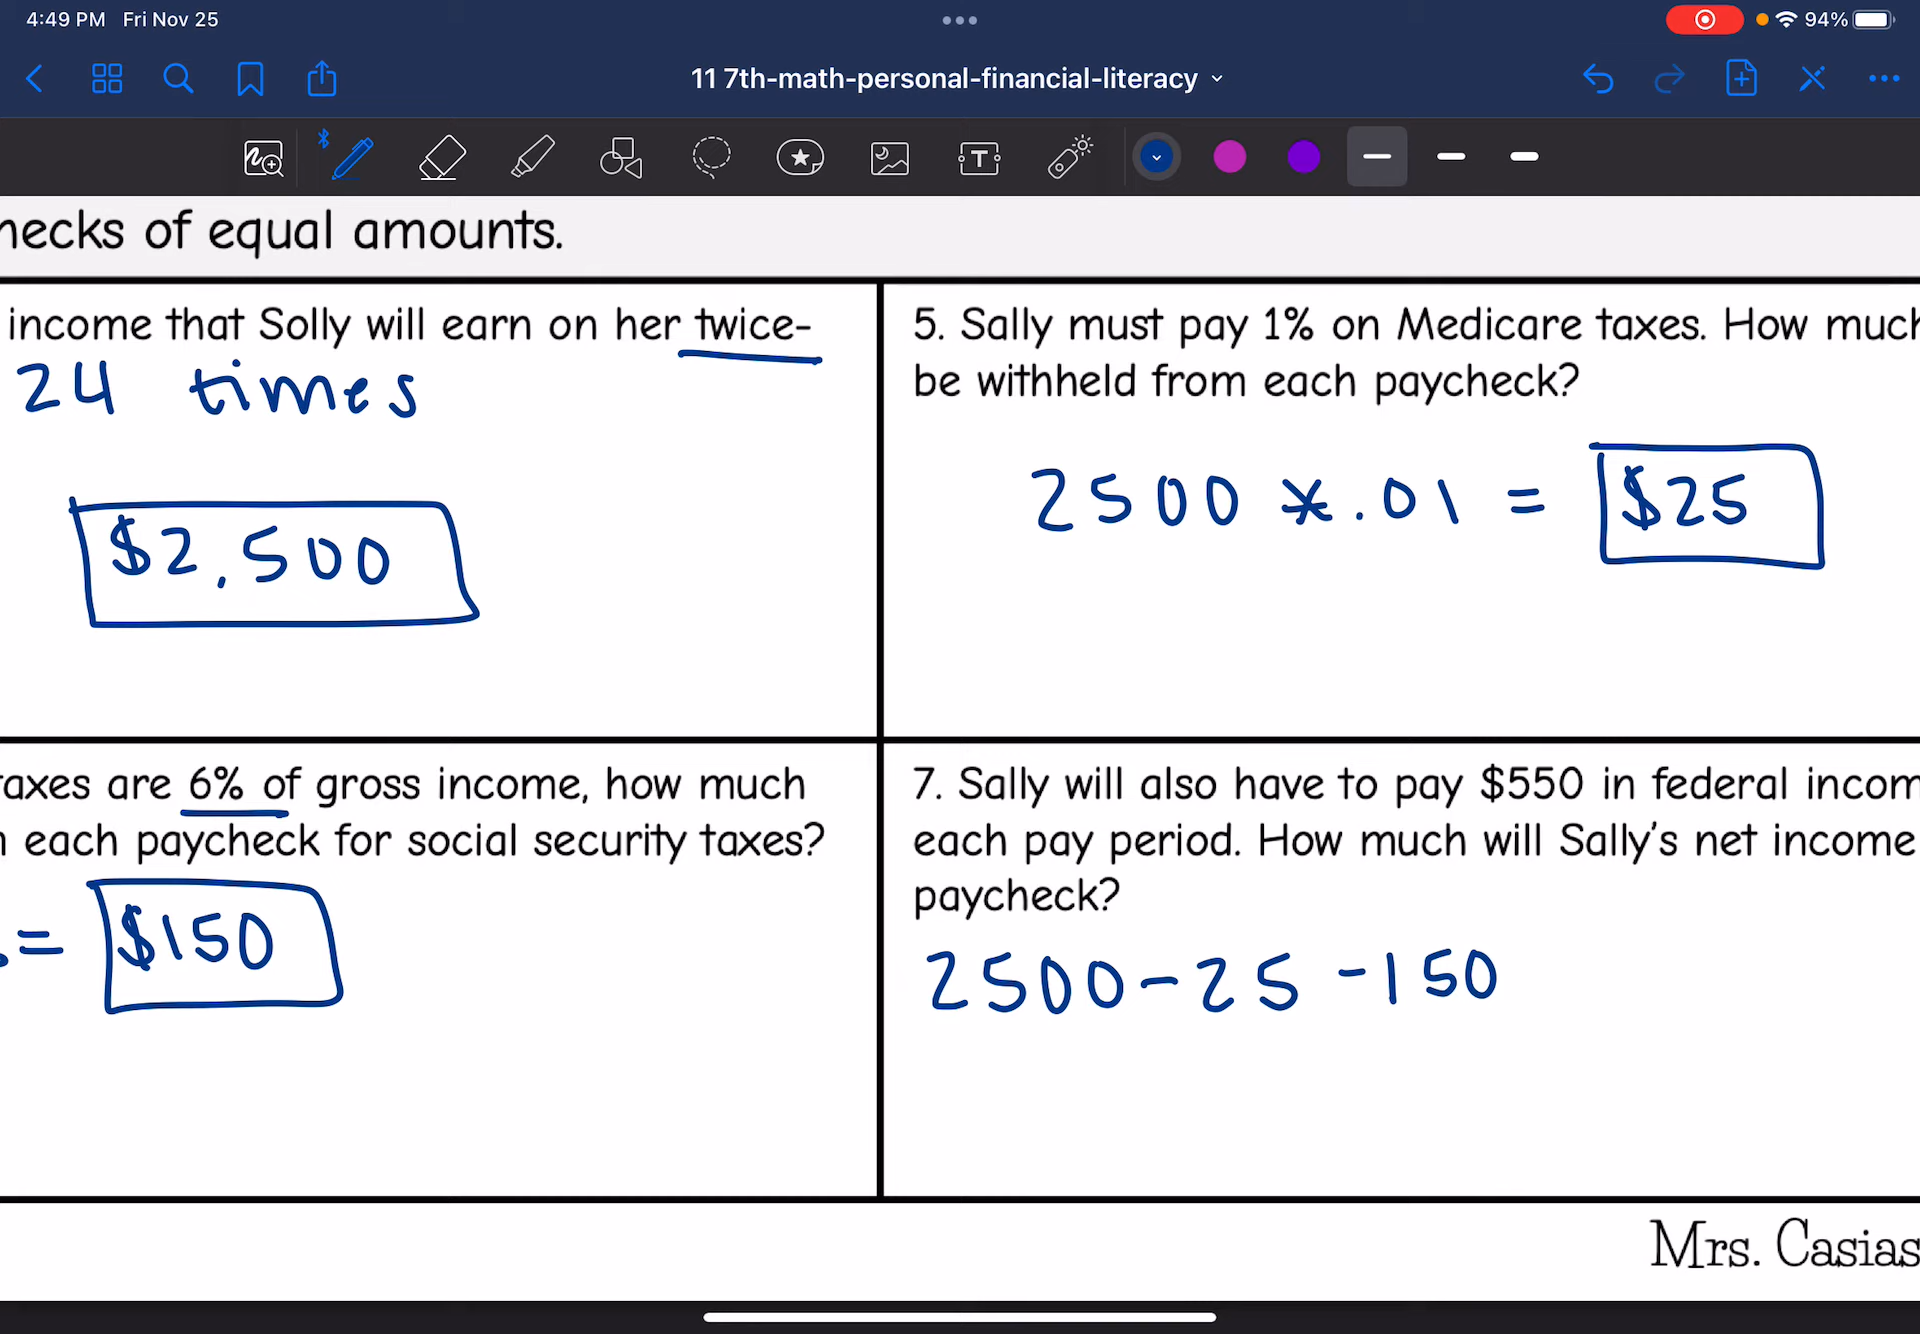 4:49 PM Fri Nov 25
94%
11 7th-math-personal-financial-literacy
T
hecks of equal amounts.
income that Solly will earn on her twice-
24 times
$2,500
5. Sally must pay 1% on Medicare taxes. How much
be withheld from each paycheck?
2500 * .01 = $25
taxes are 6% of gross income, how much
each paycheck for social security taxes?
= $150
7. Sally will also have to pay $550 in federal incom
each pay period. How much will Sally's net income
paycheck?
2500 - 25 - 150
Mrs. Casias